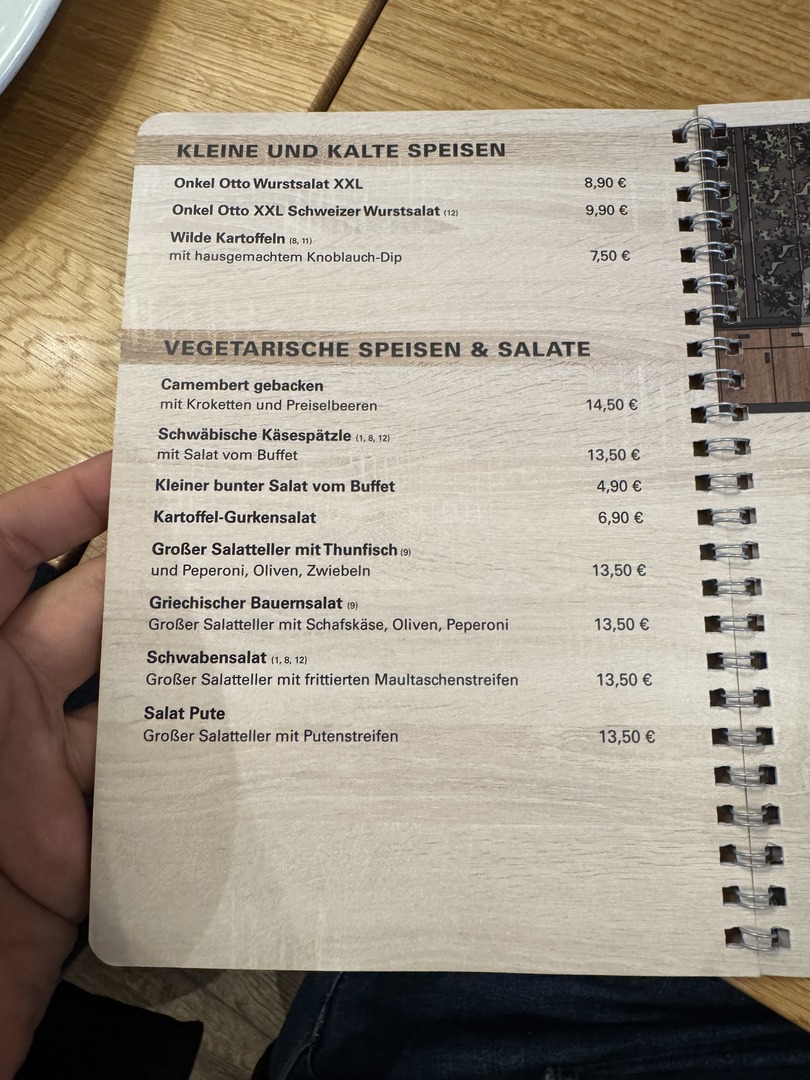 KLEINE UND KALTE SPEISEN
Onkel Otto Wurstsalat XXL 8,90 €
Onkel Otto XXL Schweizer Wurstsalat (12) 9,90 €
Wilde Kartoffeln (8, 11)
mit hausgemachtem Knoblauch-Dip 7,50 €
VEGETARISCHE SPEISEN & SALATE
Camembert gebacken
mit Kroketten und Preiselbeeren 14,50 €
Schwäbische Käsespätzle (1, 8, 12)
mit Salat vom Buffet 13,50 €
Kleiner bunter Salat vom Buffet 4,90 €
Kartoffel-Gurkensalat 6,90 €
Großer Salatteller mit Thunfisch (9)
und Peperoni, Oliven, Zwiebeln 13,50 €
Griechischer Bauernsalat (9)
Großer Salatteller mit Schafskäse, Oliven, Peperoni 13,50 €
Schwabensalat (1, 8, 12)
Großer Salatteller mit frittierten Maultaschenstreifen 13,50 €
Salat Pute
Großer Salatteller mit Putenstreifen 13,50 €